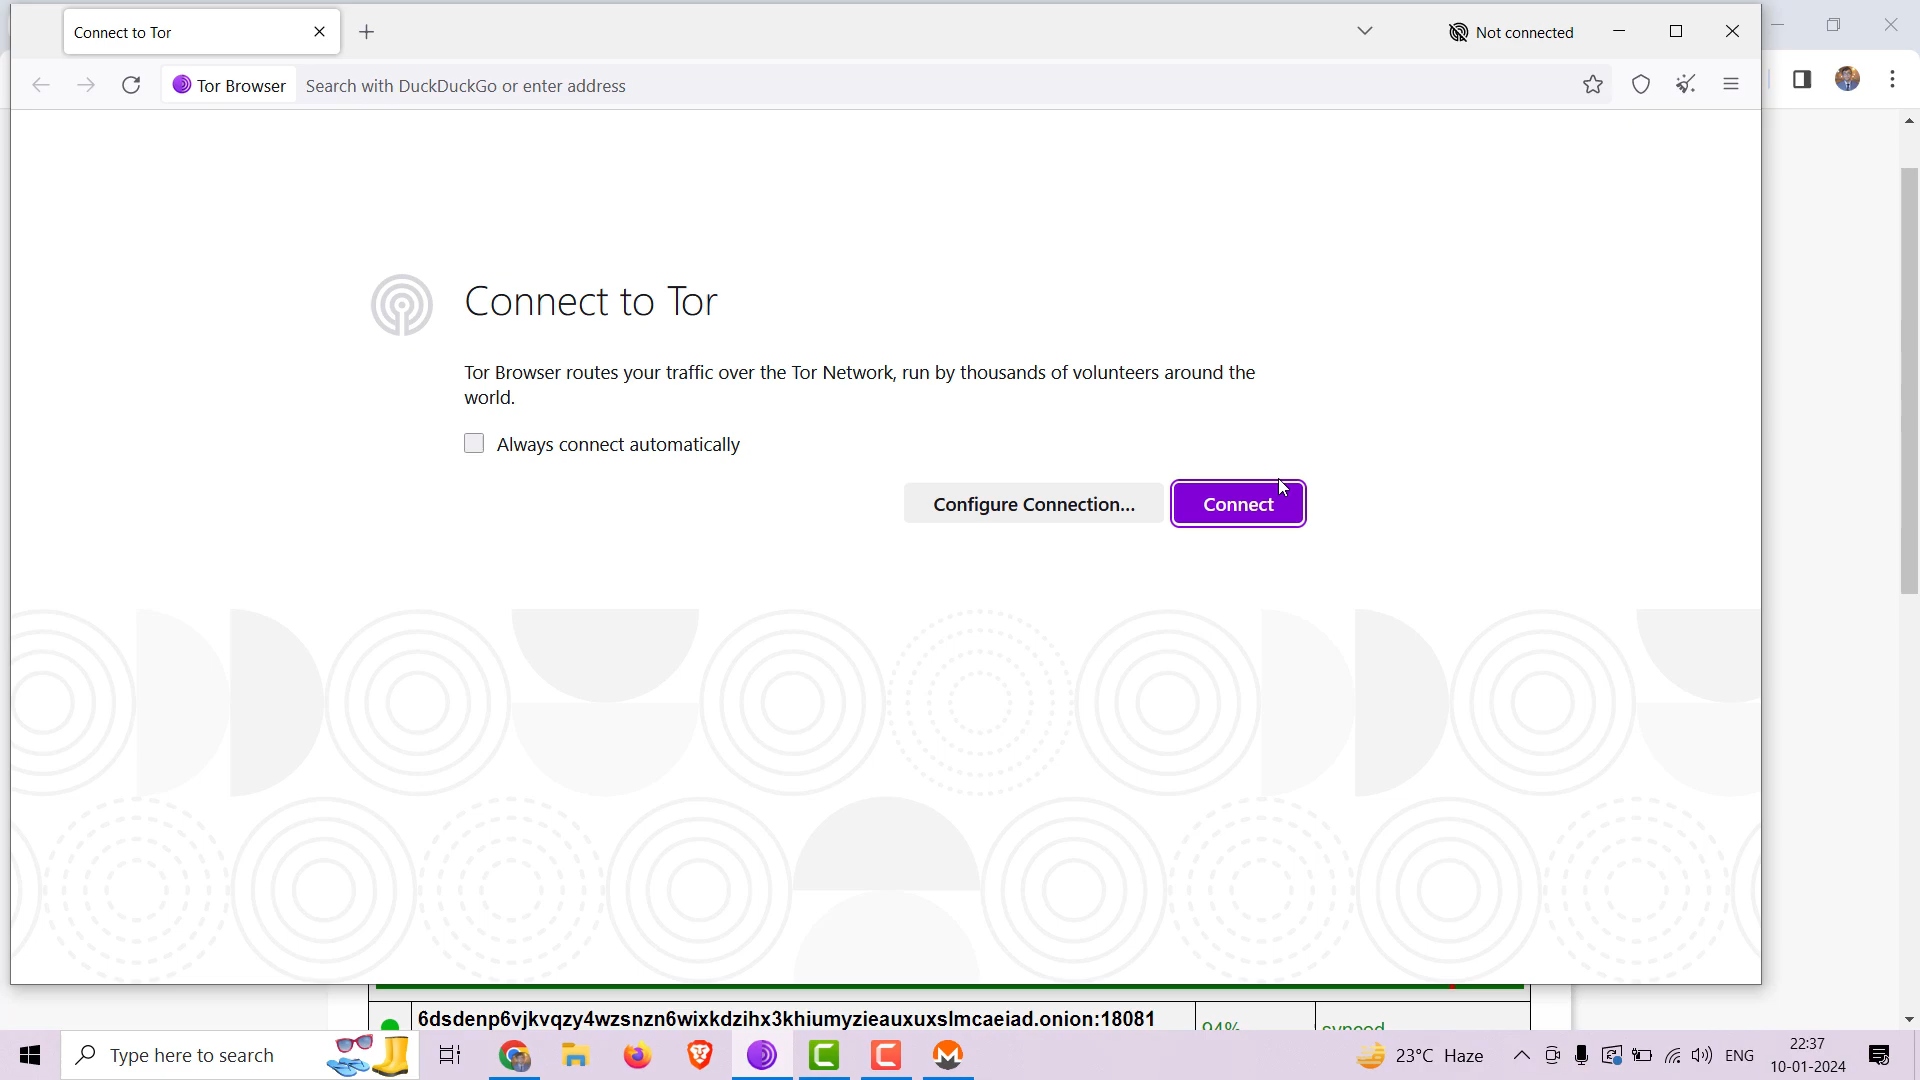 Connect to Tor
Not connected
Tor Browser
Search with DuckDuckGo or enter address
Connect to Tor
Tor Browser routes your traffic over the Tor Network, run by thousands of volunteers around the
world.
Always connect automatically
Configure Connection...
Connect
6dsdenp6vjkvqzy4wzsnzn6wixkdzihx3khiumyzieauxuxslmcaeiad.onion:18081
94%
synced
Type here to search
23°C Haze
ENG
22:37
10-01-2024